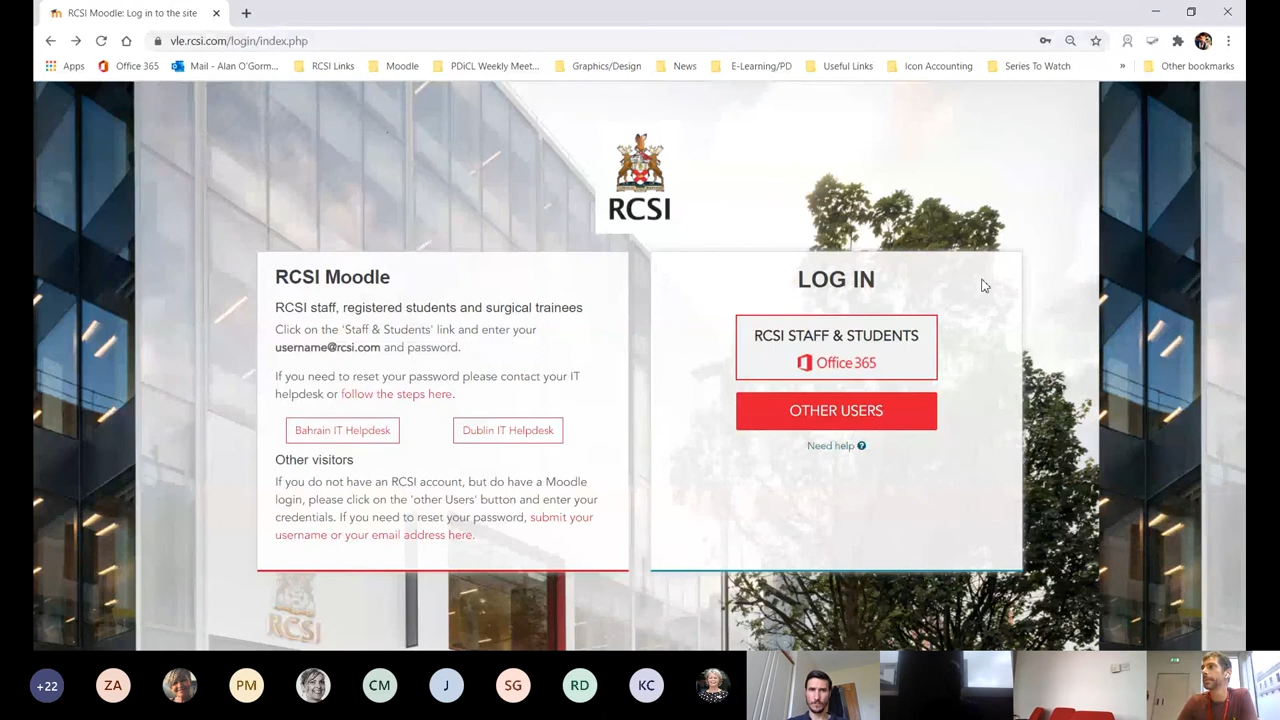 RCSI Moodle: Log in to the site
vle.rcsi.com/login/index.php
Apps Office 365 Mail - Alan O'Gorm... RCSI Links Moodle PDiCL Weekly Meet... Graphics/Design News E-Learning/PD Useful Links Icon Accounting Series To Watch » Other bookmarks
RCSI
RCSI Moodle
RCSI staff, registered students and surgical trainees
Click on the 'Staff & Students' link and enter your
username@rcsi.com and password.
If you need to reset your password please contact your IT
helpdesk or follow the steps here.
Bahrain IT Helpdesk Dublin IT Helpdesk
Other visitors
If you do not have an RCSI account, but do have a Moodle
login, please click on the 'other Users' button and enter your
credentials. If you need to reset your password, submit your
username or your email address here.
LOG IN
RCSI STAFF & STUDENTS
Office 365
OTHER USERS
Need help ?
RCSI
+22 ZA PM CM J SG RD KC